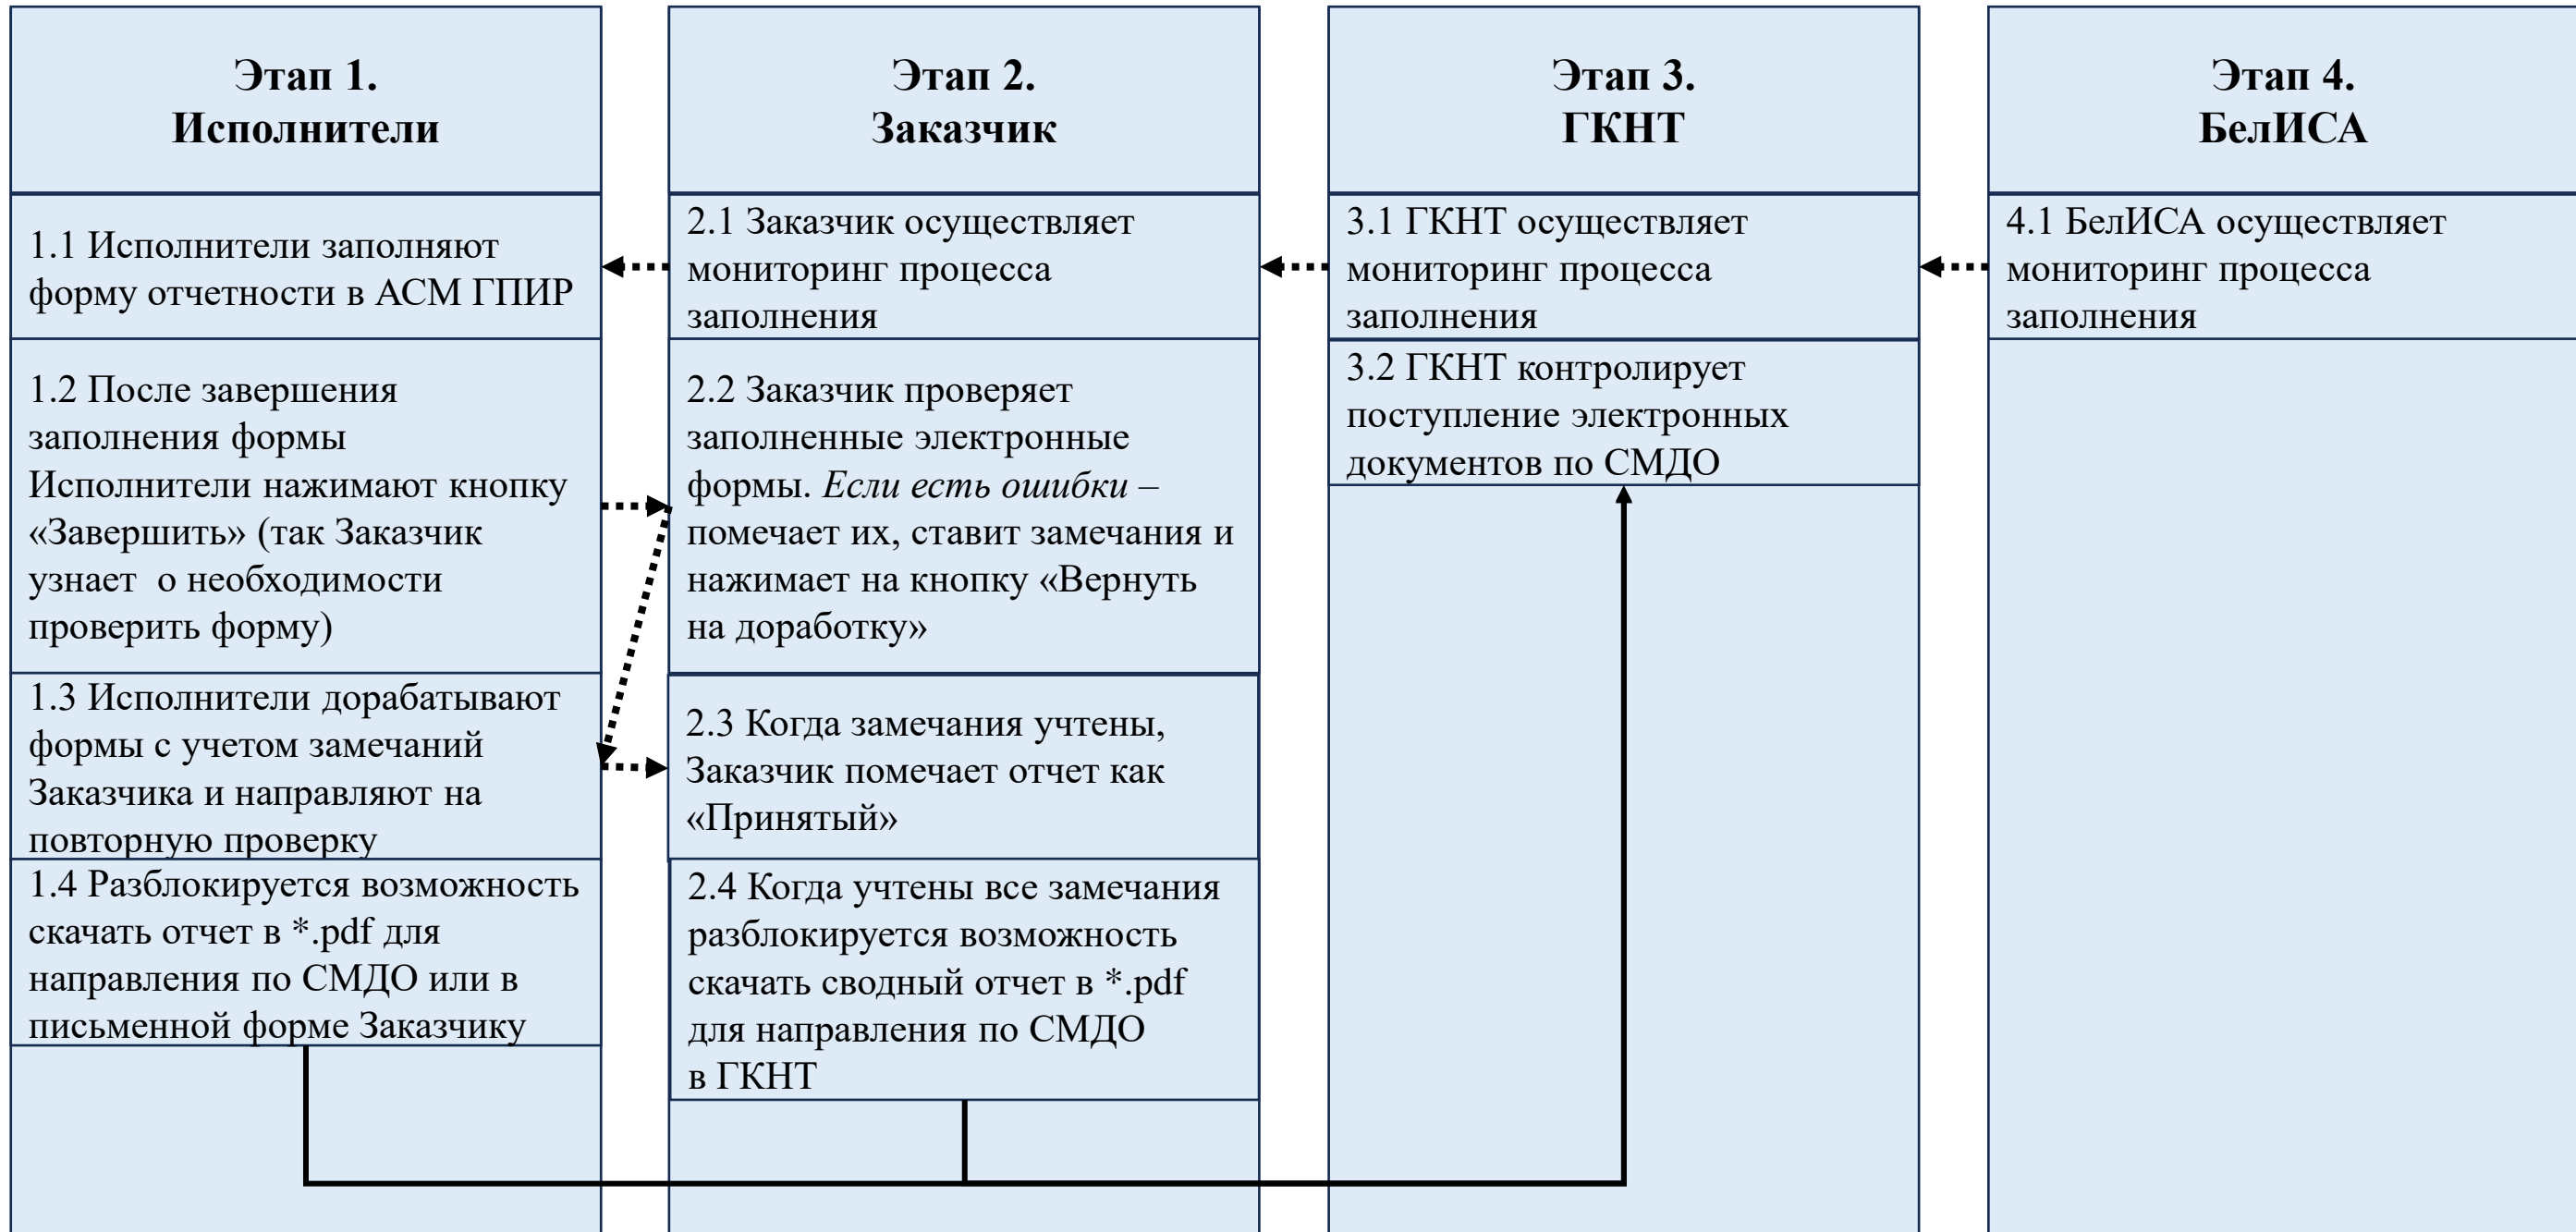 Этап 1.
Исполнители
1.1 Исполнители заполняют
форму отчетности в АСМ ГПИР
1.2 После завершения
заполнения формы
Исполнители нажимают кнопку
«Завершить» (так Заказчик
узнает  о необходимости
проверить форму)
1.3 Исполнители дорабатывают
формы с учетом замечаний
Заказчика и направляют на
повторную проверку
1.4 Разблокируется возможность
скачать отчет в *.pdf для
направления по СМДО или в
письменной форме Заказчику
Этап 2.
Заказчик
2.1 Заказчик осуществляет
мониторинг процесса
заполнения
2.2 Заказчик проверяет
заполненные электронные
формы. Если есть ошибки –
помечает их, ставит замечания и
нажимает на кнопку «Вернуть
на доработку»
2.3 Когда замечания учтены,
Заказчик помечает отчет как
«Принятый»
2.4 Когда учтены все замечания
разблокируется возможность
скачать сводный отчет в *.pdf
для направления по СМДО
в ГКНТ
Этап 3.
ГКНТ
3.1 ГКНТ осуществляет
мониторинг процесса
заполнения
3.2 ГКНТ контролирует
поступление электронных
документов по СМДО
Этап 4.
БелИСА
4.1 БелИСА осуществляет
мониторинг процесса
заполнения